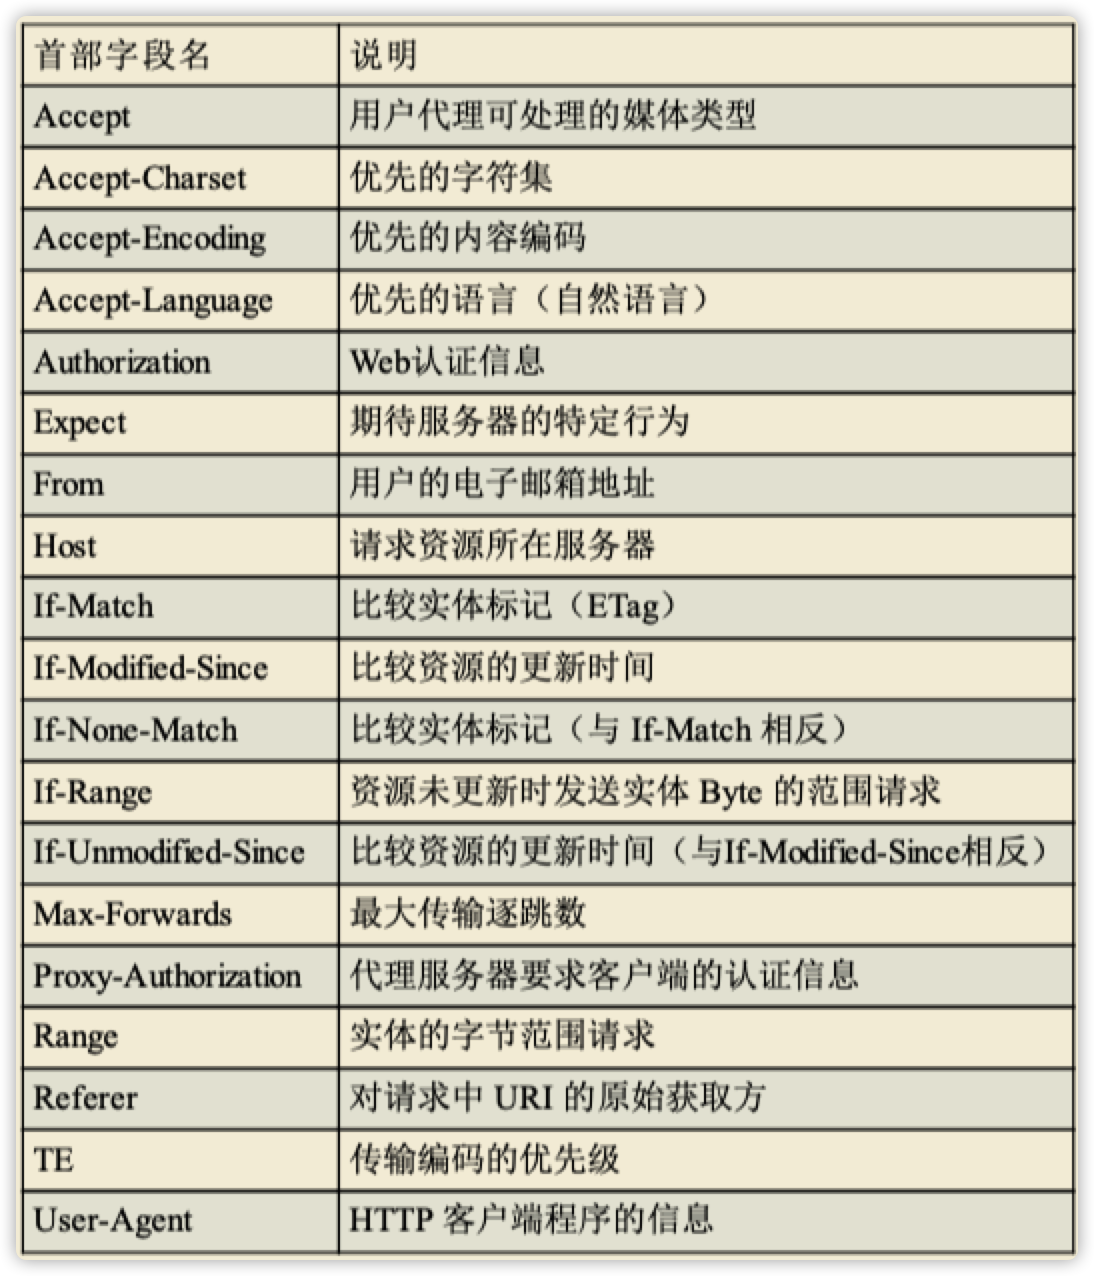 首部字段名 说明
Accept 用户代理可处理的媒体类型
Accept-Charset 优先的字符集
Accept-Encoding 优先的内容编码
Accept-Language 优先的语言（自然语言）
Authorization Web认证信息
Expect 期待服务器的特定行为
From 用户的电子邮箱地址
Host 请求资源所在服务器
If-Match 比较实体标记（ETag）
If-Modified-Since 比较资源的更新时间
If-None-Match 比较实体标记（与 If-Match 相反）
If-Range 资源未更新时发送实体 Byte 的范围请求
If-Unmodified-Since 比较资源的更新时间（与If-Modified-Since相反）
Max-Forwards 最大传输逐跳数
Proxy-Authorization 代理服务器要求客户端的认证信息
Range 实体的字节范围请求
Referer 对请求中 URI 的原始获取方
TE 传输编码的优先级
User-Agent HTTP 客户端程序的信息